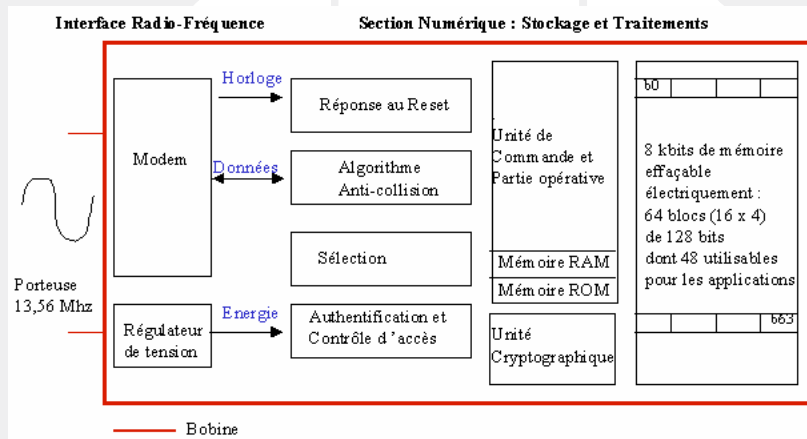 Interface Radio-Fréquence
Section Numérique : Stockage et Traitements
Horloge
Modem
Données
Porteuse
13,56 Mhz
Energie
Régulateur
de tension
Réponse au Reset
Algorithme
Anti-collision
Sélection
Authentification et
Contrôle d'accès
Unité de
Commande et
Partie opérative
Mémoire RAM
Mémoire ROM
Unité
Cryptographique
b0
8 kbits de mémoire
effaçable
électriquement :
64 blocs (16 x 4)
de 128 bits
dont 48 utilisables
pour les applications
b63
Bobine